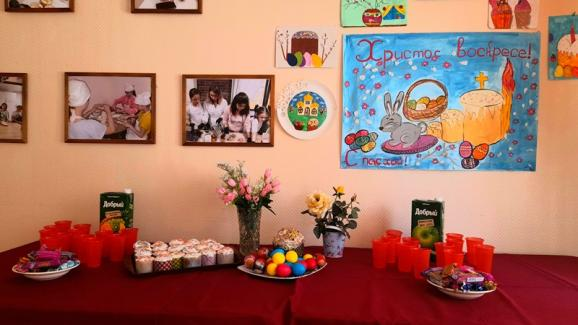 Христос воскресе!
С пасхой!
Добрый
Добрый